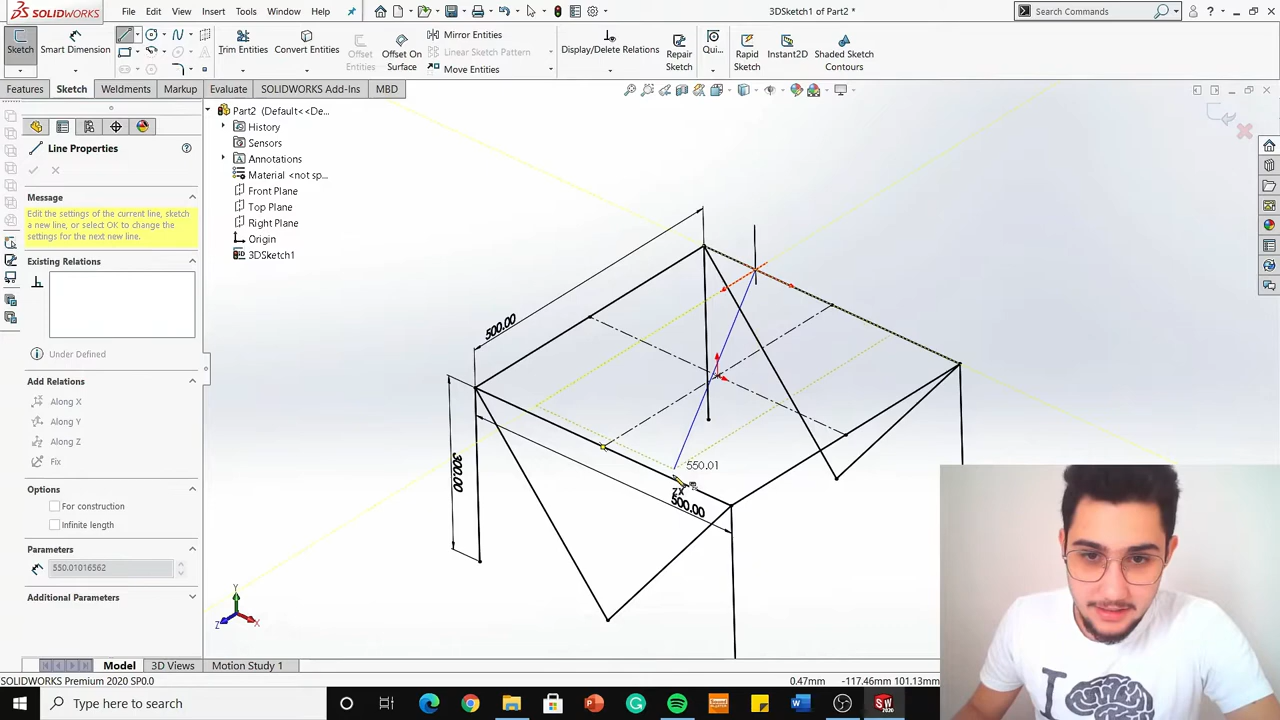 SOLIDWORKS
File Edit View Insert Tools Window Help
3DSketch1 of Part2 *
Search Commands
Sketch
Smart Dimension
Trim Entities
Convert Entities
Offset Entities
Offset On Surface
Mirror Entities
Linear Sketch Pattern
Move Entities
Display/Delete Relations
Repair Sketch
Qui...
Rapid Sketch
Instant2D
Shaded Sketch Contours
Features Sketch Weldments Markup Evaluate SOLIDWORKS Add-Ins MBD
Line Properties
Message
Edit the settings of the current line, sketch
a new line, or select OK to change the
settings for the next new line.
Existing Relations
Under Defined
Add Relations
Along X
Along Y
Along Z
Fix
Options
For construction
Infinite length
Parameters
550.01016562
Additional Parameters
Part2 (Default<<De...
History
Sensors
Annotations
Material <not sp...
Front Plane
Top Plane
Right Plane
Origin
3DSketch1
500.00
300.00
550.01
ZX
500.00
Y
Z
X
I
Model 3D Views Motion Study 1
SOLIDWORKS Premium 2020 SP0.0
0.47mm
-117.46mm 101.13mm
Type here to search